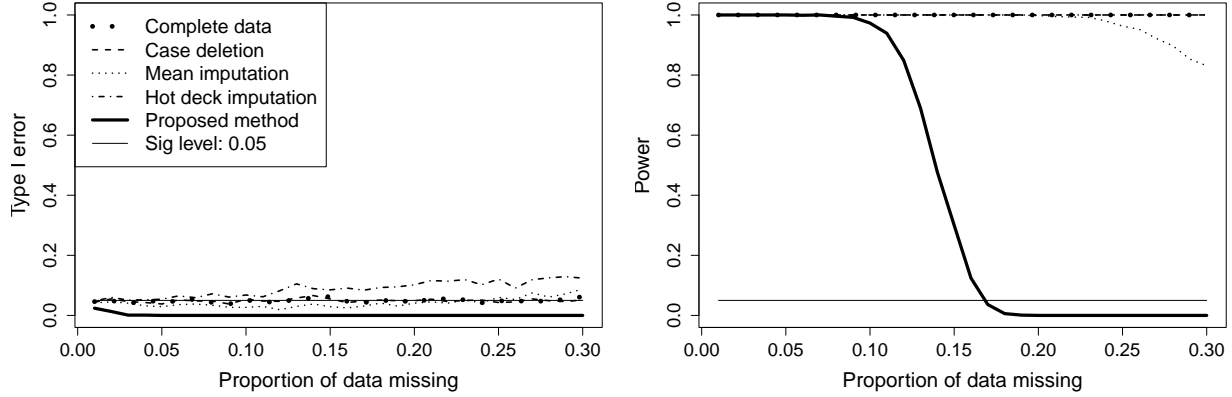 Type I error
1.0
0.8
0.6
0.4
0.2
0.0
Complete data
Case deletion
Mean imputation
Hot deck imputation
Proposed method
Sig level: 0.05
0.00 0.05 0.10 0.15 0.20 0.25 0.30
Proportion of data missing
Power
1.0
0.8
0.6
0.4
0.2
0.0
0.00 0.05 0.10 0.15 0.20 0.25 0.30
Proportion of data missing